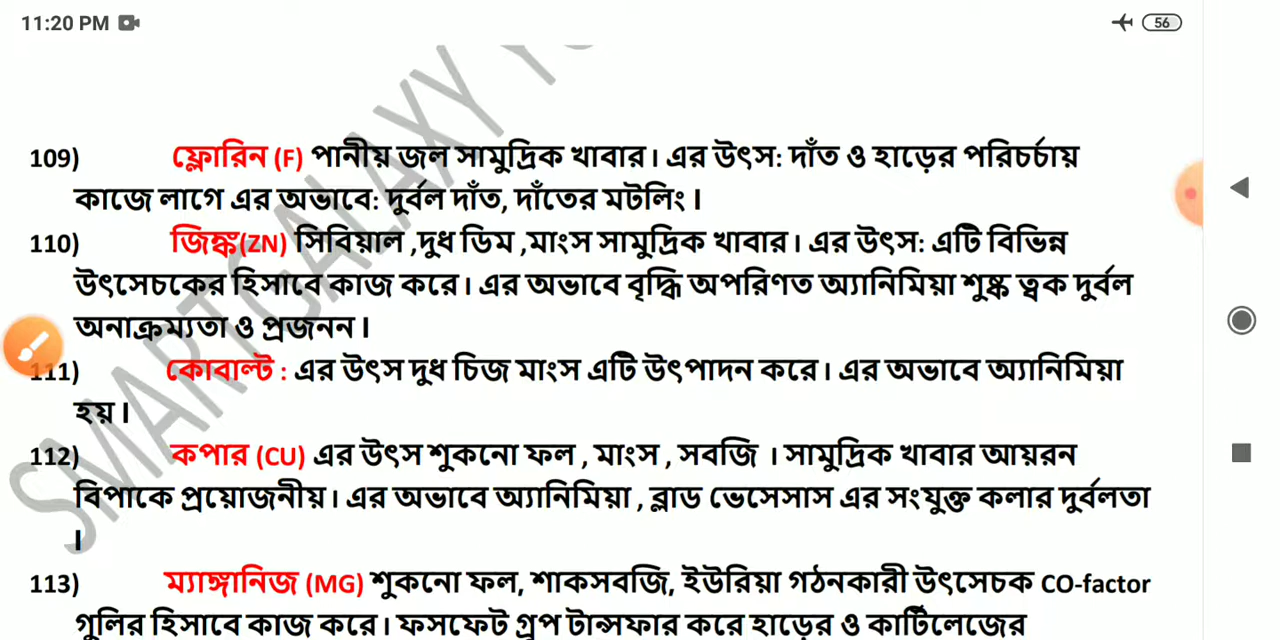 11:20 PM
56
SMARTGALAXY
109) ফ্লোরিন (F) পানীয় জল সামুদ্রিক খাবার। এর উৎস: দাঁত ও হাড়ের পরিচর্চায়
কাজে লাগে এর অভাবে: দুর্বল দাঁত, দাঁতের মটলিং।
110) জিঙ্ক(ZN) সিবিয়াল ,দুধ ডিম ,মাংস সামুদ্রিক খাবার। এর উৎস: এটি বিভিন্ন
উৎসেচকের হিসাবে কাজ করে। এর অভাবে বৃদ্ধি অপরিণত অ্যানিমিয়া শুষ্ক ত্বক দুর্বল
অনাক্রম্যতা ও প্রজনন।
111) কোবাল্ট : এর উৎস দুধ চিজ মাংস এটি উৎপাদন করে। এর অভাবে অ্যানিমিয়া
হয়।
112) কপার (CU) এর উৎস শুকনো ফল , মাংস , সবজি । সামুদ্রিক খাবার আয়রন
বিপাকে প্রয়োজনীয়। এর অভাবে অ্যানিমিয়া , ব্লাড ভেসেসাস এর সংযুক্ত কলার দুর্বলতা
।
113) ম্যাঙ্গানিজ (MG) শুকনো ফল, শাকসবজি, ইউরিয়া গঠনকারী উৎসেচক CO-factor
গুলির হিসাবে কাজ করে। ফসফেট গ্রুপ টান্সফার করে হাড়ের ও কার্টিলেজের